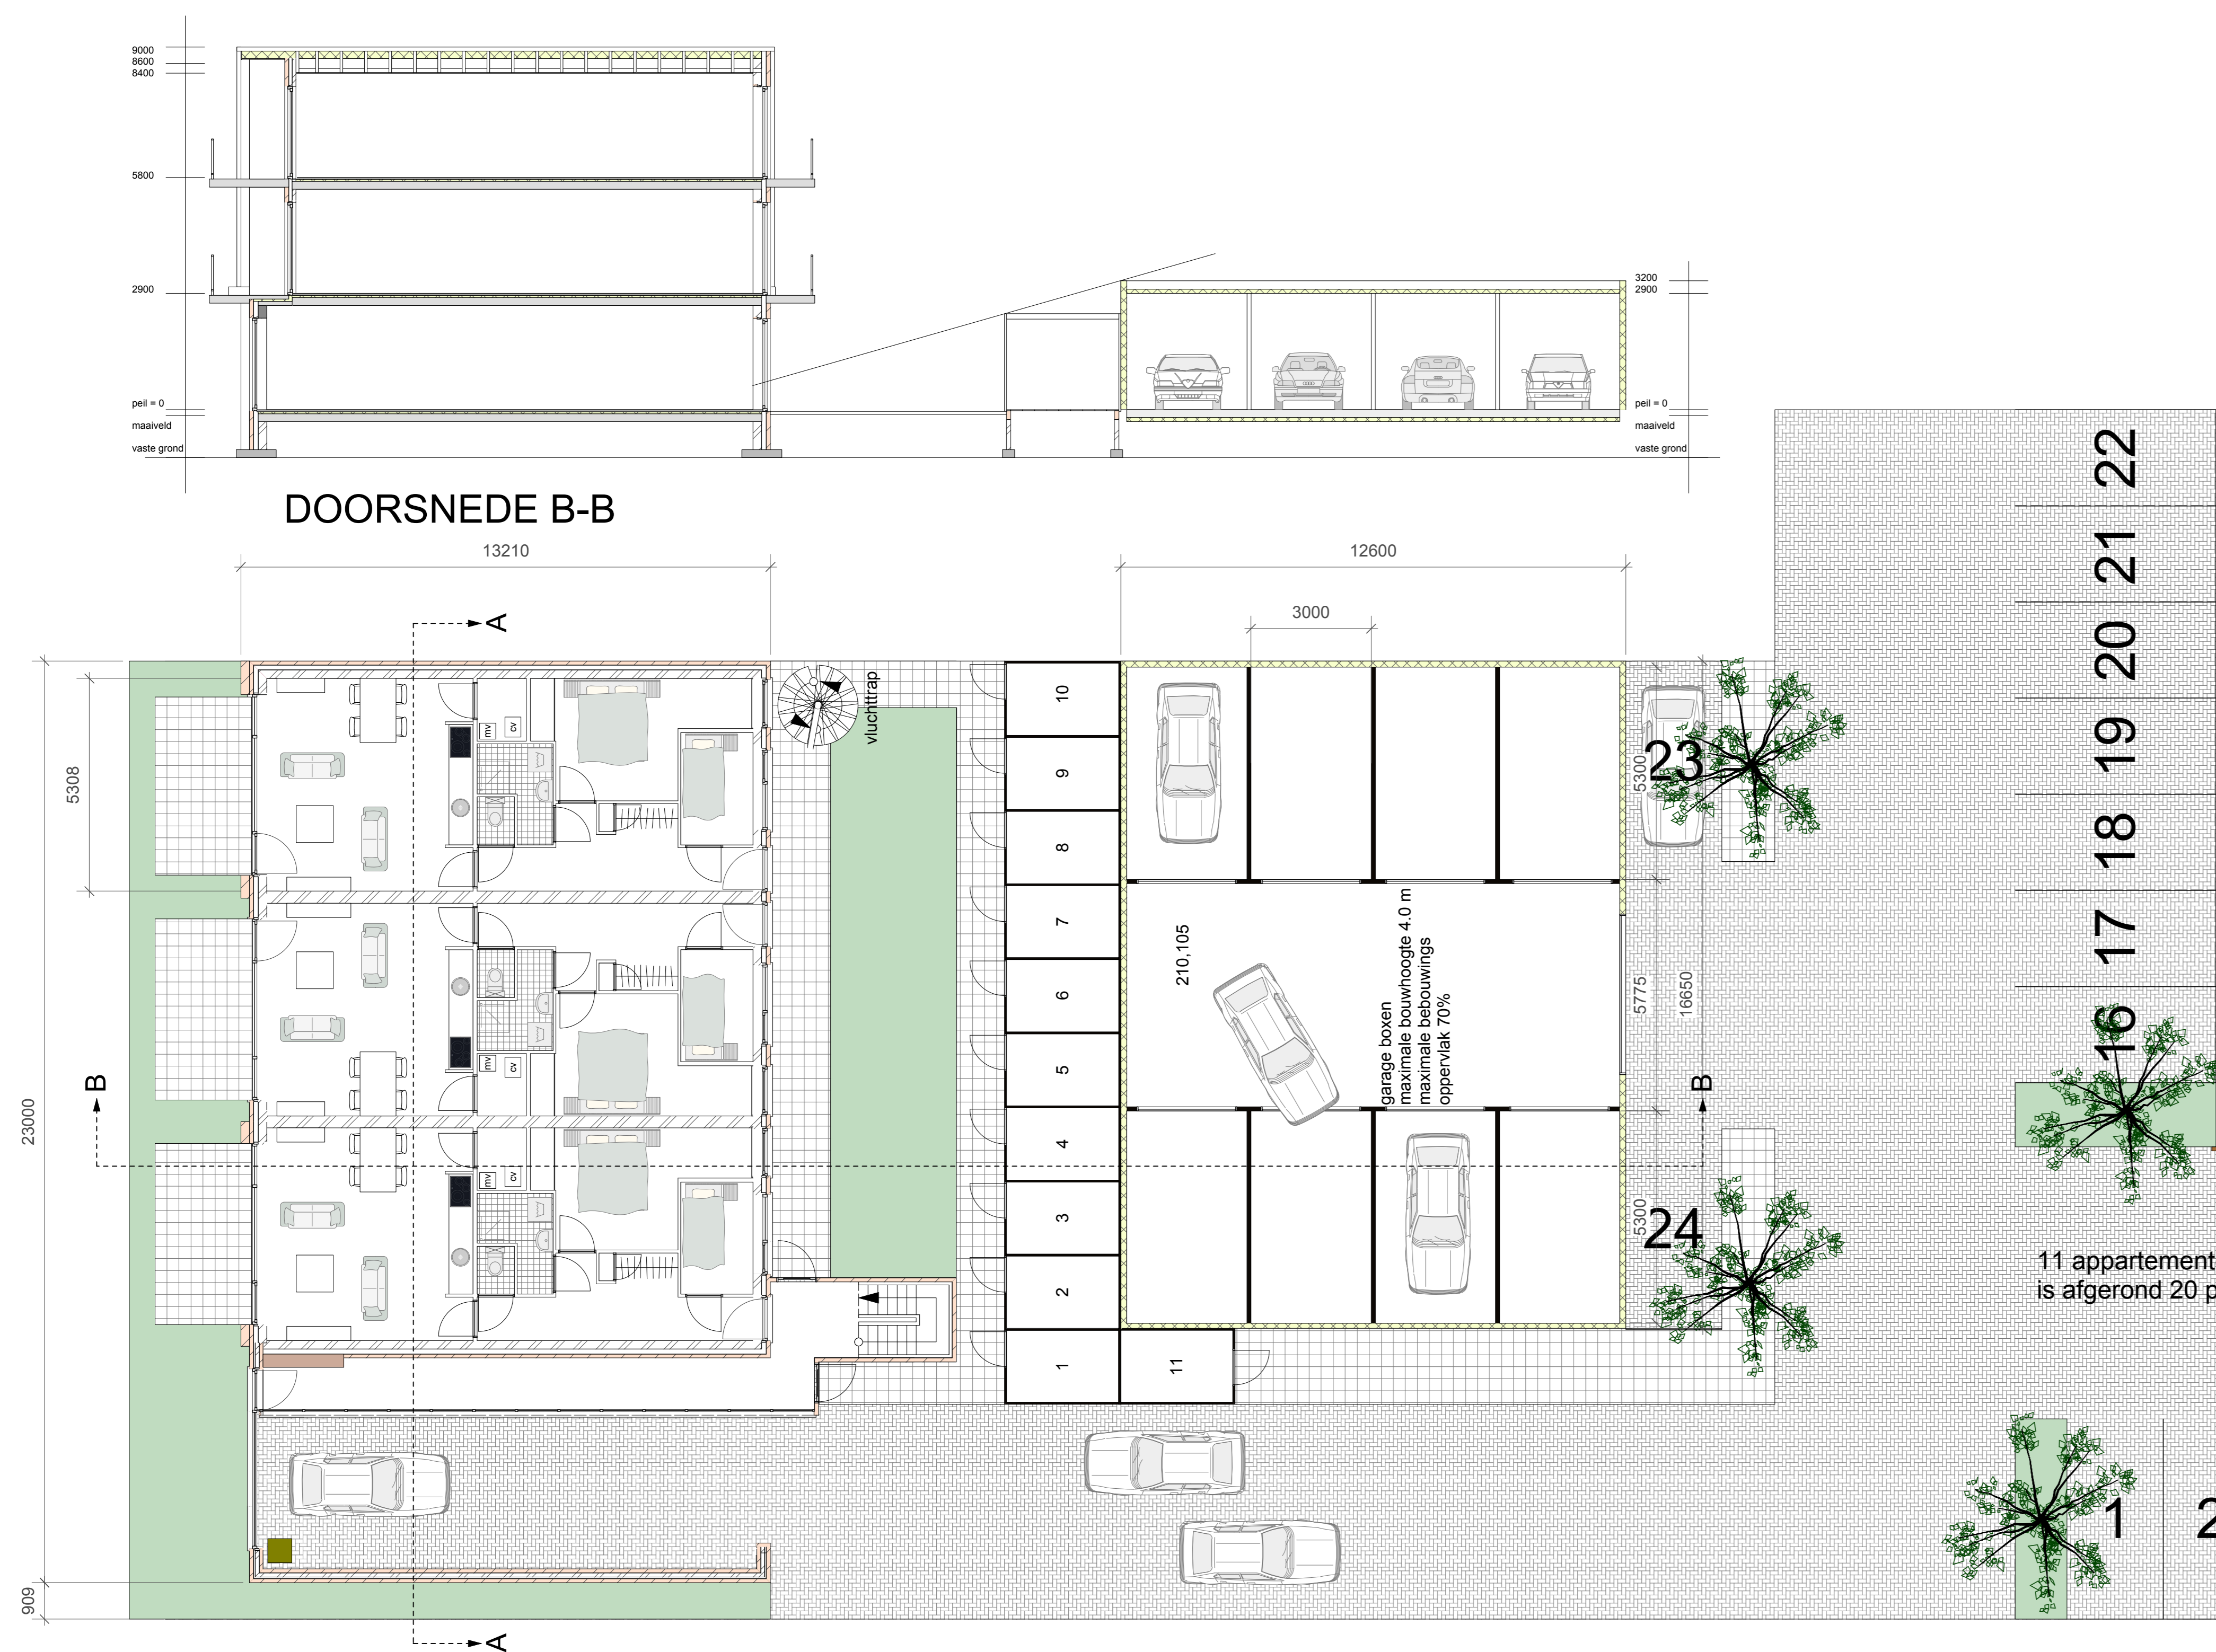 9000
8600
8400
5800
2900
peil = 0
maaiveld
vaste grond
3200
2900
peil = 0
maaiveld
vaste grond
DOORSNEDE B-B
13210
12600
3000
A
5308
23000
909
B
mv
cv
mv
cv
mv
cv
vluchttrap
10
9
8
7
6
5
4
3
2
1
11
210,105
garage boxen
maximale bouwhoogte 4.0 m
maximale bebouwings
oppervlak 70%
5300
5775
16650
5300
B
23
24
22
21
20
19
18
17
16
11 appartement
is afgerond 20 p
1
2
A